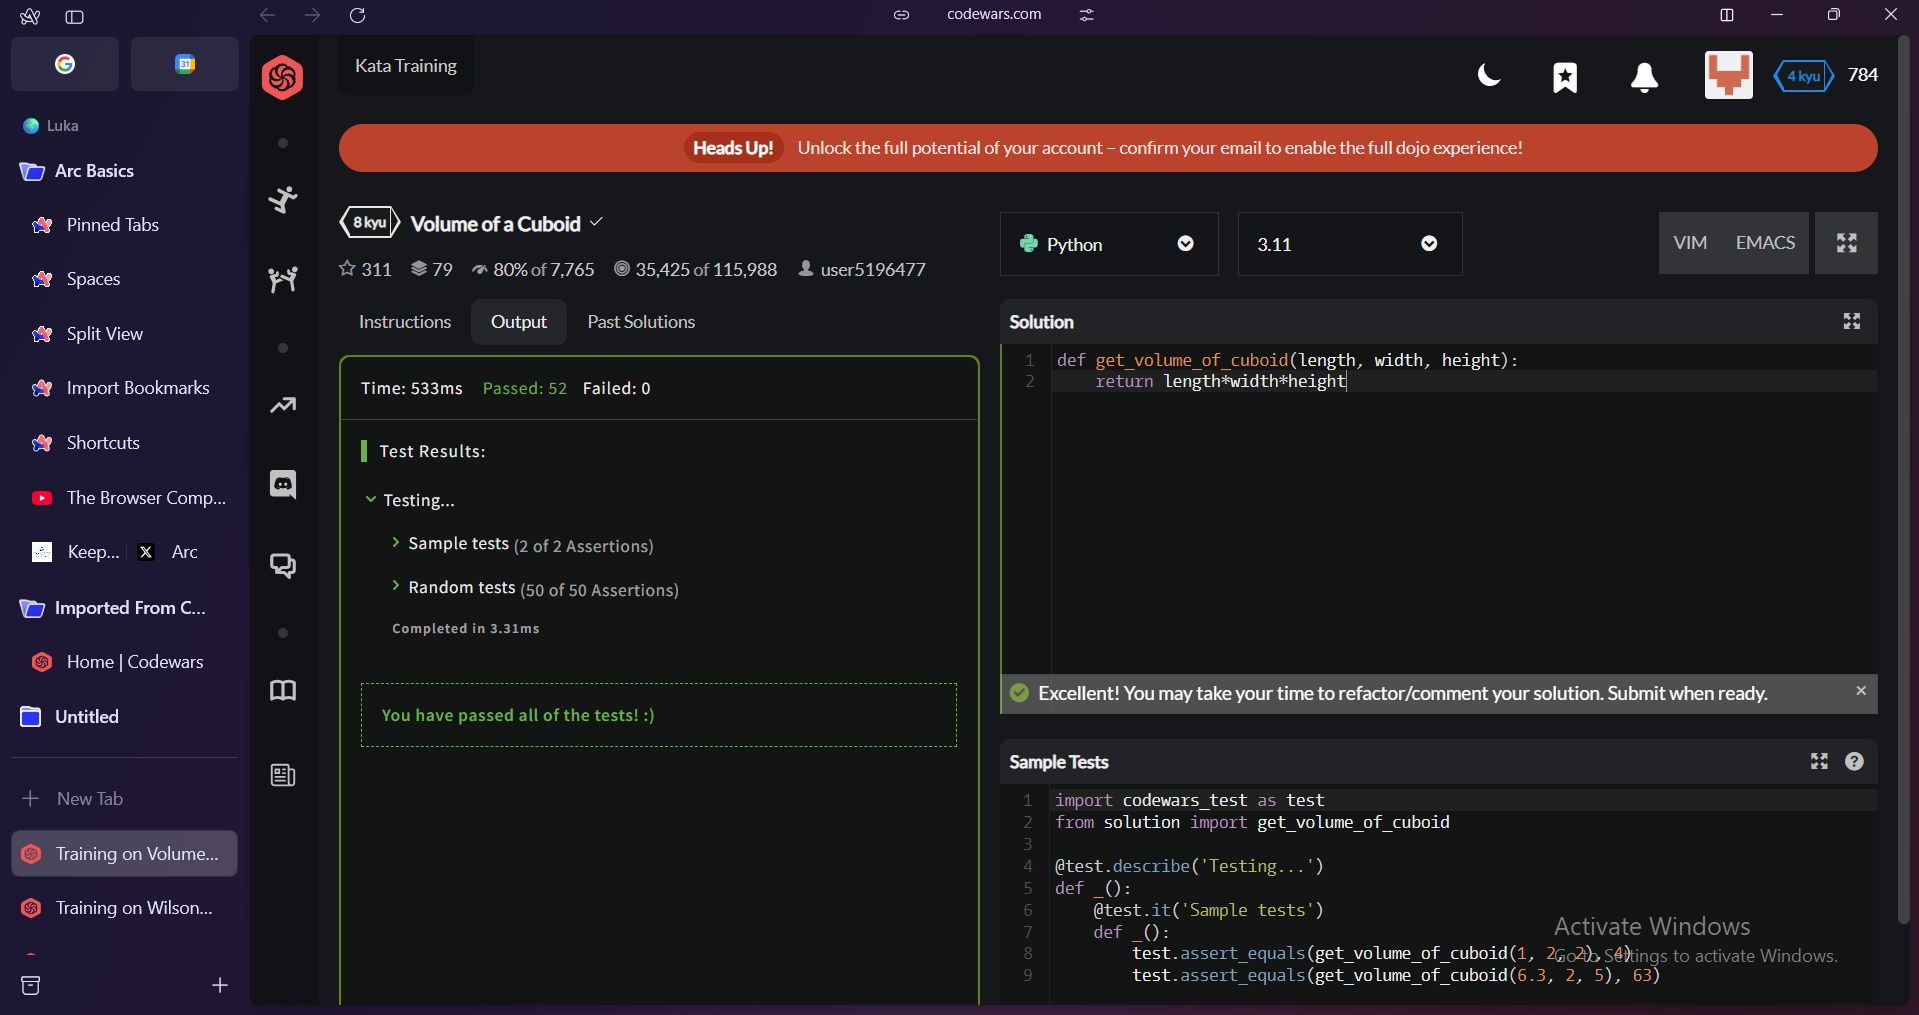 codewars.com
31
Luka
Arc Basics
Pinned Tabs
Spaces
Split View
Import Bookmarks
Shortcuts
The Browser Comp...
Keep... X Arc
Imported From C...
Home | Codewars
Untitled
New Tab
Training on Volume...
Training on Wilson...
Kata Training
4 kyu 784
Heads Up! Unlock the full potential of your account – confirm your email to enable the full dojo experience!
8 kyu Volume of a Cuboid
311 79 80% of 7,765 35,425 of 115,988 user5196477
Instructions Output Past Solutions
Time: 533ms Passed: 52 Failed: 0
Test Results:
Testing...
Sample tests (2 of 2 Assertions)
Random tests (50 of 50 Assertions)
Completed in 3.31ms
You have passed all of the tests! :)
Python 3.11 VIM EMACS
Solution
1 def get_volume_of_cuboid(length, width, height):
2 return length*width*height
Excellent! You may take your time to refactor/comment your solution. Submit when ready.
Sample Tests
1 import codewars_test as test
2 from solution import get_volume_of_cuboid
3
4 @test.describe('Testing...')
5 def _():
6 @test.it('Sample tests')
7 def _():
8 test.assert_equals(get_volume_of_cuboid(1, 2, 2), 4)
9 test.assert_equals(get_volume_of_cuboid(6.3, 2, 5), 63)
Activate Windows
Go to Settings to activate Windows.